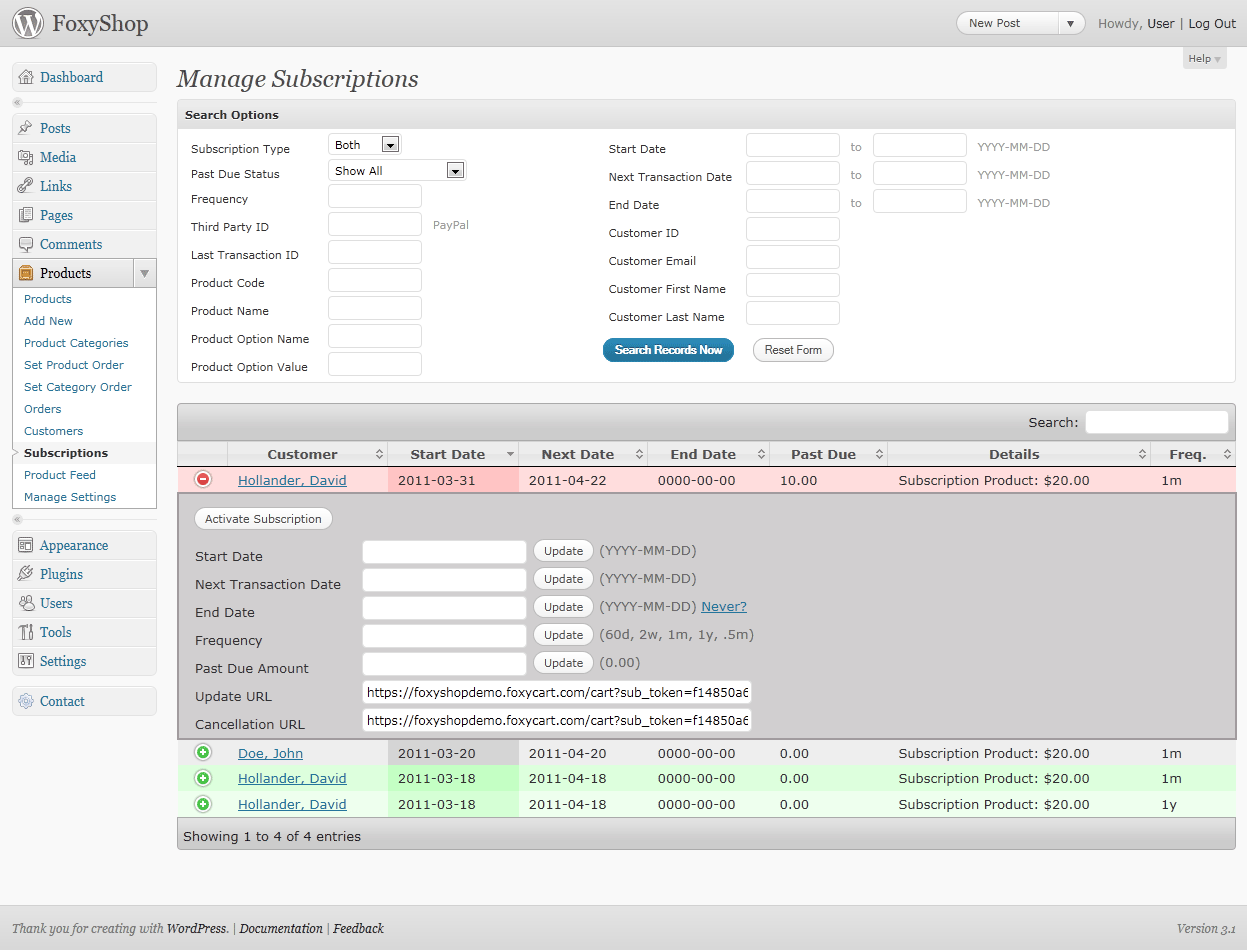 FoxyShop
New Post
Howdy, User | Log Out
Help
Dashboard
Posts
Media
Links
Pages
Comments
Products
Products
Add New
Product Categories
Set Product Order
Set Category Order
Orders
Customers
Subscriptions
Product Feed
Manage Settings
Appearance
Plugins
Users
Tools
Settings
Contact
Manage Subscriptions
Search Options
Subscription Type Both
Past Due Status Show All
Frequency
Third Party ID PayPal
Last Transaction ID
Product Code
Product Name
Product Option Name
Product Option Value
Start Date to YYYY-MM-DD
Next Transaction Date to YYYY-MM-DD
End Date to YYYY-MM-DD
Customer ID
Customer Email
Customer First Name
Customer Last Name
Search Records Now Reset Form
Search:
Customer Start Date Next Date End Date Past Due Details Freq.
Hollander, David 2011-03-31 2011-04-22 0000-00-00 10.00 Subscription Product: $20.00 1m
Activate Subscription
Start Date Update (YYYY-MM-DD)
Next Transaction Date Update (YYYY-MM-DD)
End Date Update (YYYY-MM-DD) Never?
Frequency Update (60d, 2w, 1m, 1y, .5m)
Past Due Amount Update (0.00)
Update URL https://foxyshopdemo.foxycart.com/cart?sub_token=f14850a6
Cancellation URL https://foxyshopdemo.foxycart.com/cart?sub_token=f14850a6
Doe, John 2011-03-20 2011-04-20 0000-00-00 0.00 Subscription Product: $20.00 1m
Hollander, David 2011-03-18 2011-04-18 0000-00-00 0.00 Subscription Product: $20.00 1m
Hollander, David 2011-03-18 2011-04-18 0000-00-00 0.00 Subscription Product: $20.00 1y
Showing 1 to 4 of 4 entries
Thank you for creating with WordPress. | Documentation | Feedback
Version 3.1